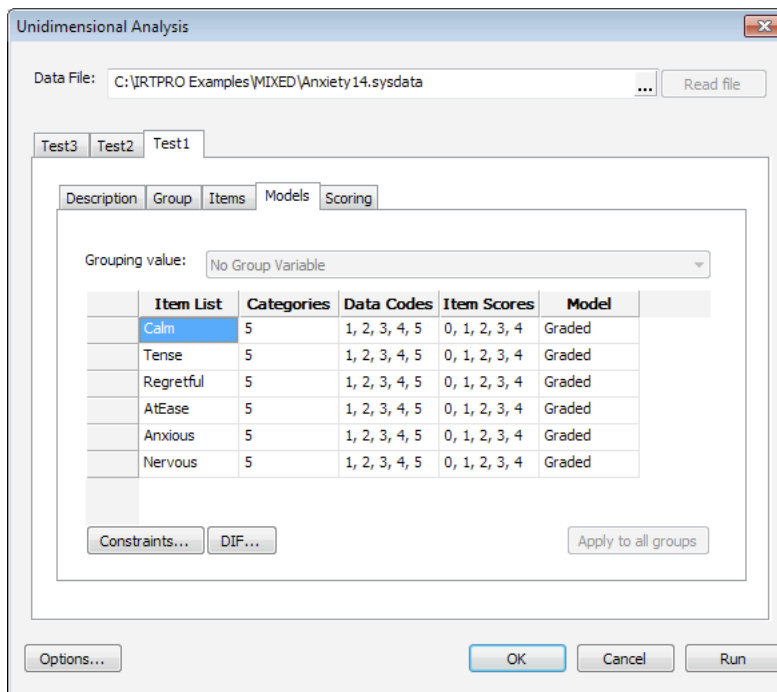 Unidimensional Analysis
Data File: C:\IRTPRO Examples\MIXED\Anxiety14.sysdata ... Read file
Test3 Test2 Test1
Description Group Items Models Scoring
Grouping value: No Group Variable
Item List Categories Data Codes Item Scores Model
Calm 5 1, 2, 3, 4, 5 0, 1, 2, 3, 4 Graded
Tense 5 1, 2, 3, 4, 5 0, 1, 2, 3, 4 Graded
Regretful 5 1, 2, 3, 4, 5 0, 1, 2, 3, 4 Graded
AtEase 5 1, 2, 3, 4, 5 0, 1, 2, 3, 4 Graded
Anxious 5 1, 2, 3, 4, 5 0, 1, 2, 3, 4 Graded
Nervous 5 1, 2, 3, 4, 5 0, 1, 2, 3, 4 Graded
Constraints... DIF... Apply to all groups
Options... OK Cancel Run